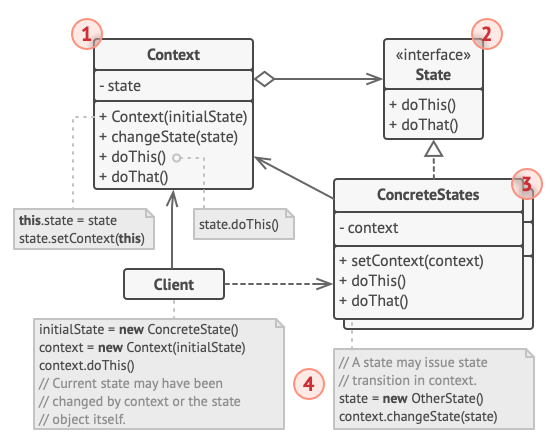 1
Context
- state
+ Context(initialState)
+ changeState(state)
+ doThis()
+ doThat()
2
«interface»
State
+ doThis()
+ doThat()
3
ConcreteStates
- context
+ setContext(context)
+ doThis()
+ doThat()
this.state = state
state.setContext(this)
state.doThis()
Client
initialState = new ConcreteState()
context = new Context(initialState)
context.doThis()
// Current state may have been
// changed by context or the state
// object itself.
4
// A state may issue state
// transition in context.
state = new OtherState()
context.changeState(state)